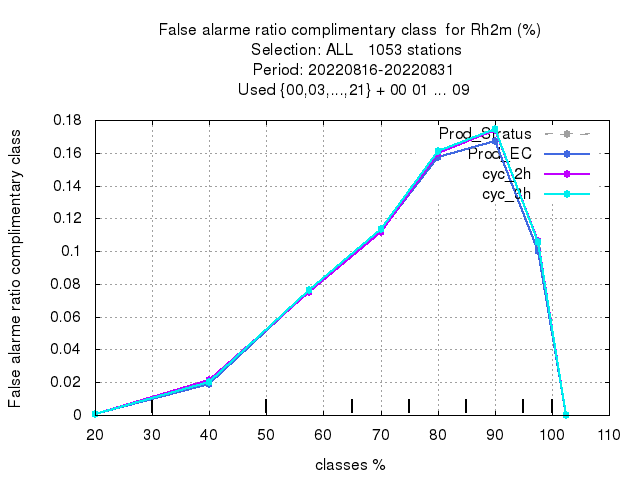 False alarme ratio complimentary class  for Rh2m (%)
Selection: ALL   1053 stations
Period: 20220816-20220831
Used {00,03,...,21} + 00 01 ... 09
False alarme ratio complimentary class
0.18
0.16
0.14
0.12
0.1
0.08
0.06
0.04
0.02
0
Prod_Status
Prod_EC
cyc_2h
cyc_3h
20 30 40 50 60 70 80 90 100 110
classes %